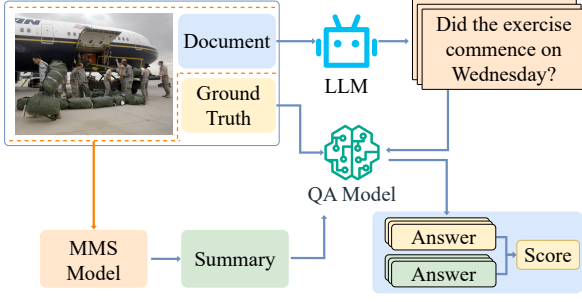 Document
LLM
Did the exercise
commence on
Wednesday?
Ground
Truth
QA Model
MMS
Model
Summary
Answer
Answer
Score